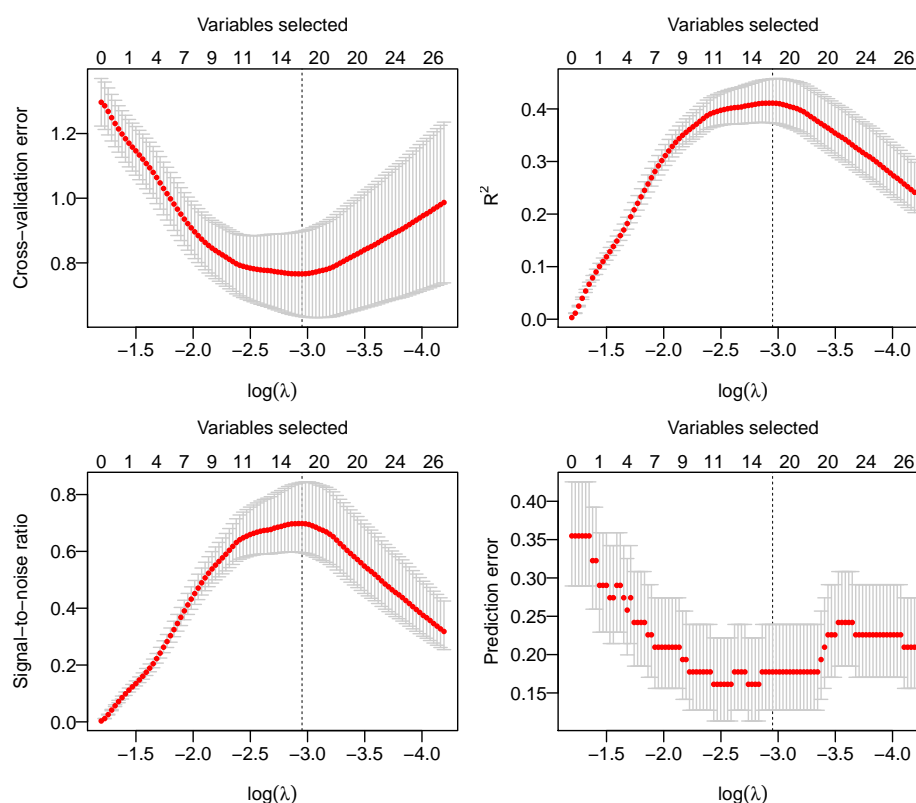 Variables selected
0 1 4 7 9 11 14 20 24 26
Cross−validation error
1.2
1.0
0.8
−1.5 −2.0 −2.5 −3.0 −3.5 −4.0
log(λ)
Variables selected
0 1 4 7 9 11 14 20 20 24 26
R²
0.4
0.3
0.2
0.1
0.0
−1.5 −2.0 −2.5 −3.0 −3.5 −4.0
log(λ)
Variables selected
0 1 4 7 9 11 14 20 24 26
Signal−to−noise ratio
0.8
0.6
0.4
0.2
0.0
−1.5 −2.0 −2.5 −3.0 −3.5 −4.0
log(λ)
Variables selected
0 1 4 7 9 11 14 20 20 24 26
Prediction error
0.40
0.35
0.30
0.25
0.20
0.15
−1.5 −2.0 −2.5 −3.0 −3.5 −4.0
log(λ)